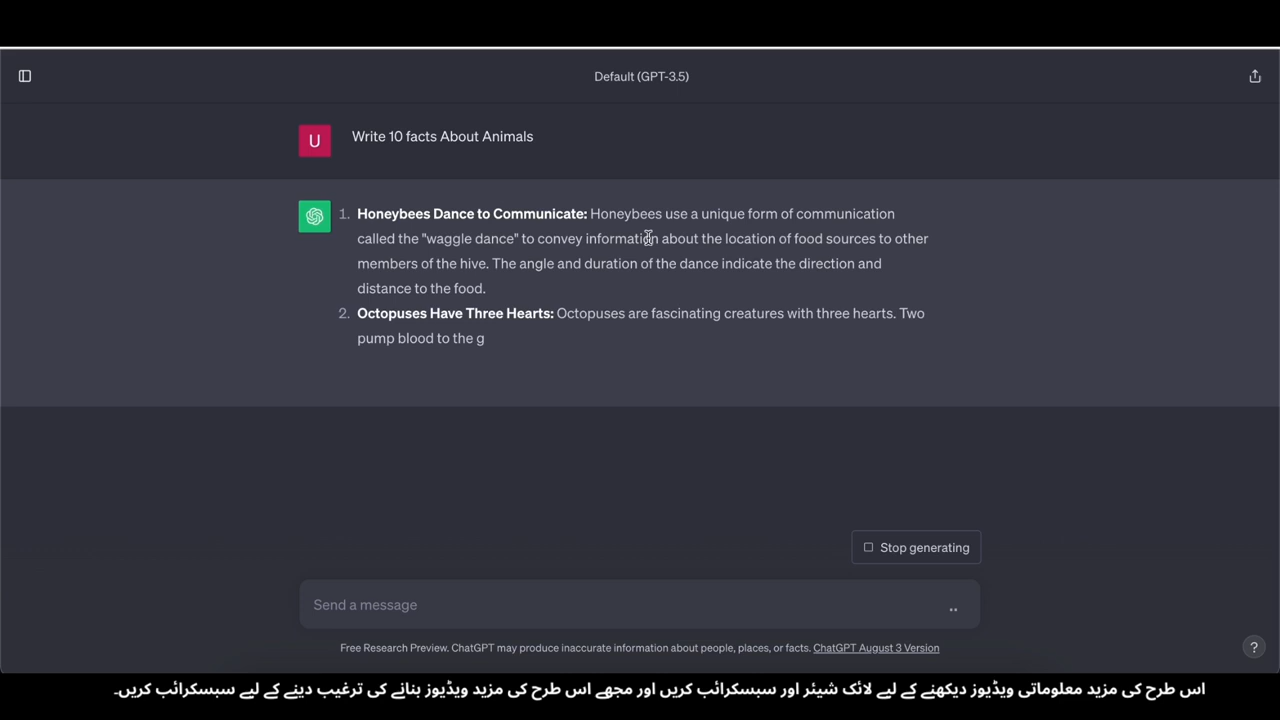 Default (GPT-3.5)
U
Write 10 facts About Animals
1. Honeybees Dance to Communicate: Honeybees use a unique form of communication
called the "waggle dance" to convey information about the location of food sources to other
members of the hive. The angle and duration of the dance indicate the direction and
distance to the food.
2. Octopuses Have Three Hearts: Octopuses are fascinating creatures with three hearts. Two
pump blood to the g
Stop generating
Send a message
Free Research Preview. ChatGPT may produce inaccurate information about people, places, or facts. ChatGPT August 3 Version
?
اس طرح کی مزید معلوماتی ویڈیوز دیکھنے کے لیے لائک شیئر اور سبسکرائب کریں اور مجھے اس طرح کی مزید ویڈیوز بنانے کی ترغیب دینے کے لیے سبسکرائب کریں۔